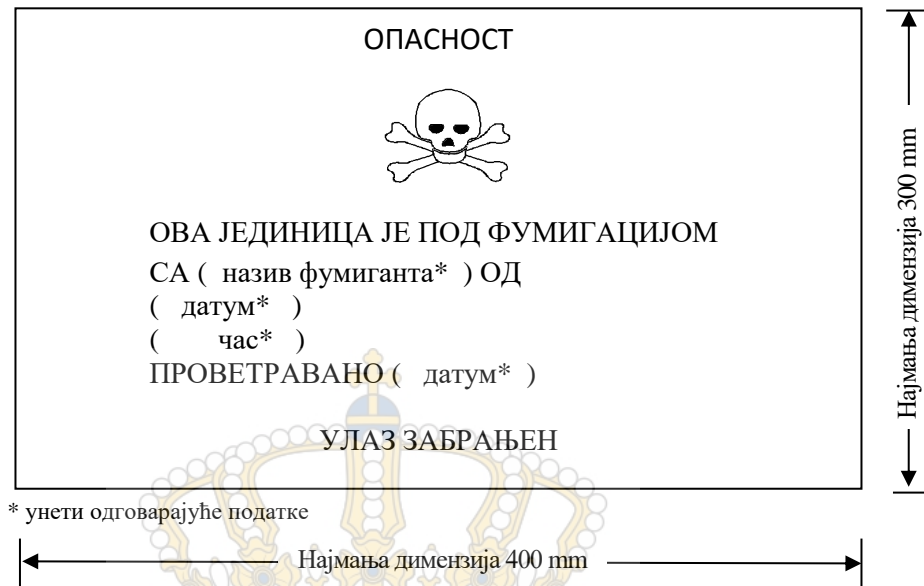 ОПАСНОСТ
ОВА ЈЕДИНИЦА ЈЕ ПОД ФУМИГАЦИЈОМ
СА ( назив фумиганта* ) ОД
( датум* )
( час* )
ПРОВЕТРАВАНО ( датум* )
УЛАЗ ЗАБРАЊЕН
* унети одговарајуће податке
Најмања димензија 400 mm
Најмања димензија 300 mm